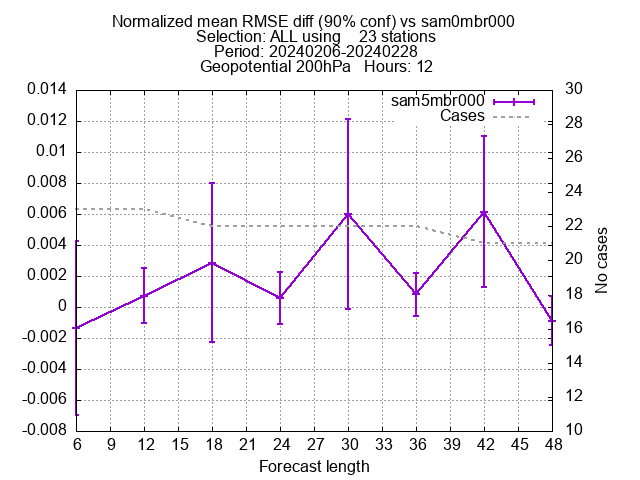 Normalized mean RMSE diff (90% conf) vs sam0mbr000
Selection: ALL using    23 stations
Period: 20240206-20240228
Geopotential 200hPa   Hours: 12
sam5mbr000
Cases
0.014
0.012
0.01
0.008
0.006
0.004
0.002
0
-0.002
-0.004
-0.006
-0.008
30
28
26
24
22
20
18
16
14
12
10
No cases
6 9 12 15 18 21 24 27 30 33 36 39 42 45 48
Forecast length